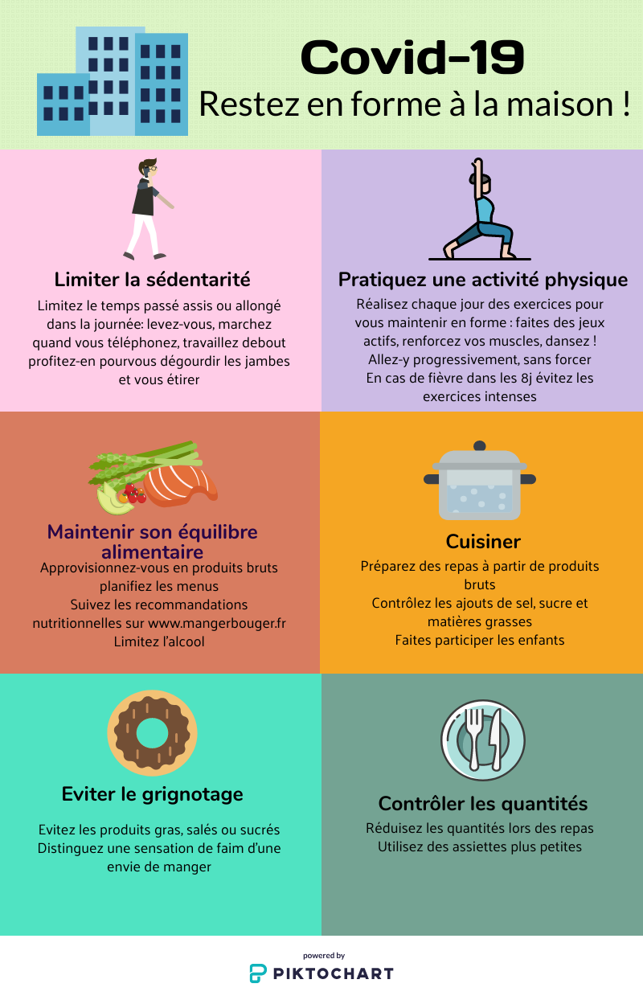 Covid-19
Restez en forme à la maison !
Limiter la sédentarité
Limitez le temps passé assis ou allongé
dans la journée: levez-vous, marchez
quand vous téléphonez, travaillez debout
profitez-en pourvous dégourdir les jambes
et vous étirer
Pratiquez une activité physique
Réalisez chaque jour des exercices pour
vous maintenir en forme : faites des jeux
actifs, renforcez vos muscles, dansez !
Allez-y progressivement, sans forcer
En cas de fièvre dans les 8j évitez les
exercices intenses
Maintenir son équilibre
alimentaire
Approvisionnez-vous en produits bruts
planifiez les menus
Suivez les recommandations
nutritionnelles sur www.mangerbouger.fr
Limitez l'alcool
Cuisiner
Préparez des repas à partir de produits
bruts
Contrôlez les ajouts de sel, sucre et
matières grasses
Faites participer les enfants
Eviter le grignotage
Evitez les produits gras, salés ou sucrés
Distinguez une sensation de faim d'une
envie de manger
Contrôler les quantités
Réduisez les quantités lors des repas
Utilisez des assiettes plus petites
powered by
PIKTOCHART